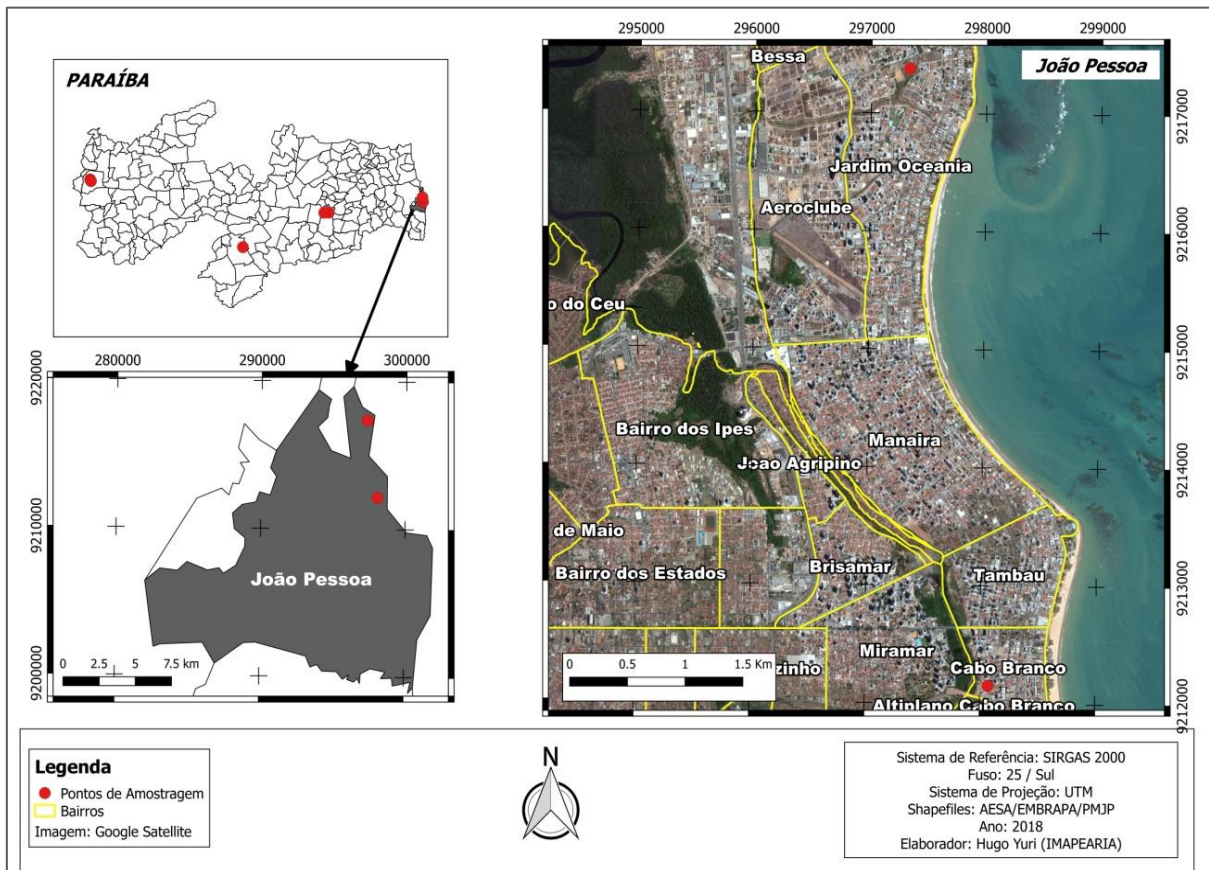 PARAÍBA
280000 290000 300000
9220000
9210000
9200000
João Pessoa
0 2.5 5 7.5 km
295000 296000 297000 298000 299000
João Pessoa
9217000
9216000
9215000
9214000
9213000
9212000
Bessa
Jardim Oceania
Aeroclube
o do Ceu
Bairro dos Ipes
Manaira
Joao Agripino
de Maio
Bairro dos Estados
Brisamar
Tambau
Miramar
zinho
Cabo Branco
Altiplano Cabo Branco
0 0.5 1 1.5 Km
Legenda
Pontos de Amostragem
Bairros
Imagem: Google Satellite
N
Sistema de Referência: SIRGAS 2000
Fuso: 25 / Sul
Sistema de Projeção: UTM
Shapefiles: AESA/EMBRAPA/PMJP
Ano: 2018
Elaborador: Hugo Yuri (IMAPEARIA)